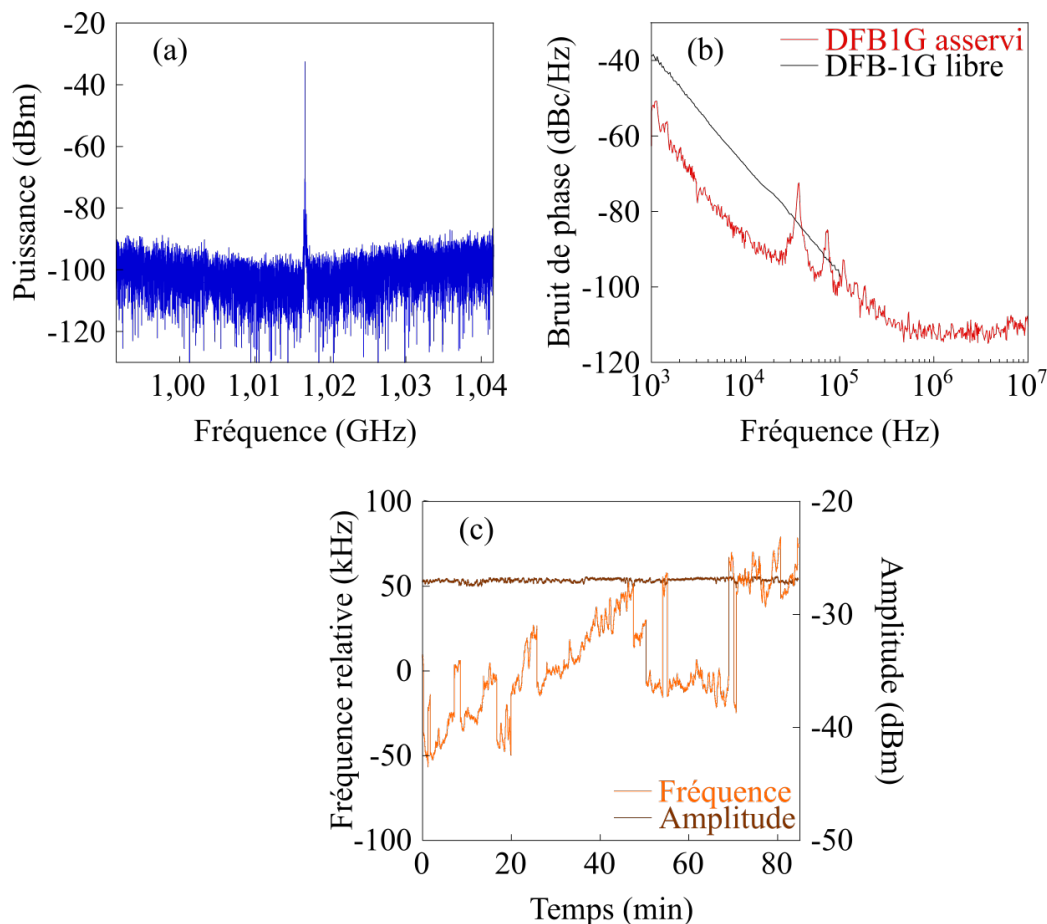 (a)
Puissance (dBm)
-20
-40
-60
-80
-100
-120
1,00 1,01 1,02 1,03 1,04
Fréquence (GHz)
(b)
DFB1G asservi
DFB-1G libre
Bruit de phase (dBc/Hz)
-40
-60
-80
-100
-120
10³ 10⁴ 10⁵ 10⁶ 10⁷
Fréquence (Hz)
(c)
Fréquence relative (kHz)
100
50
0
-50
-100
Fréquence
Amplitude
0 20 40 60 80
Temps (min)
-20
-30
-40
-50
Amplitude (dBm)